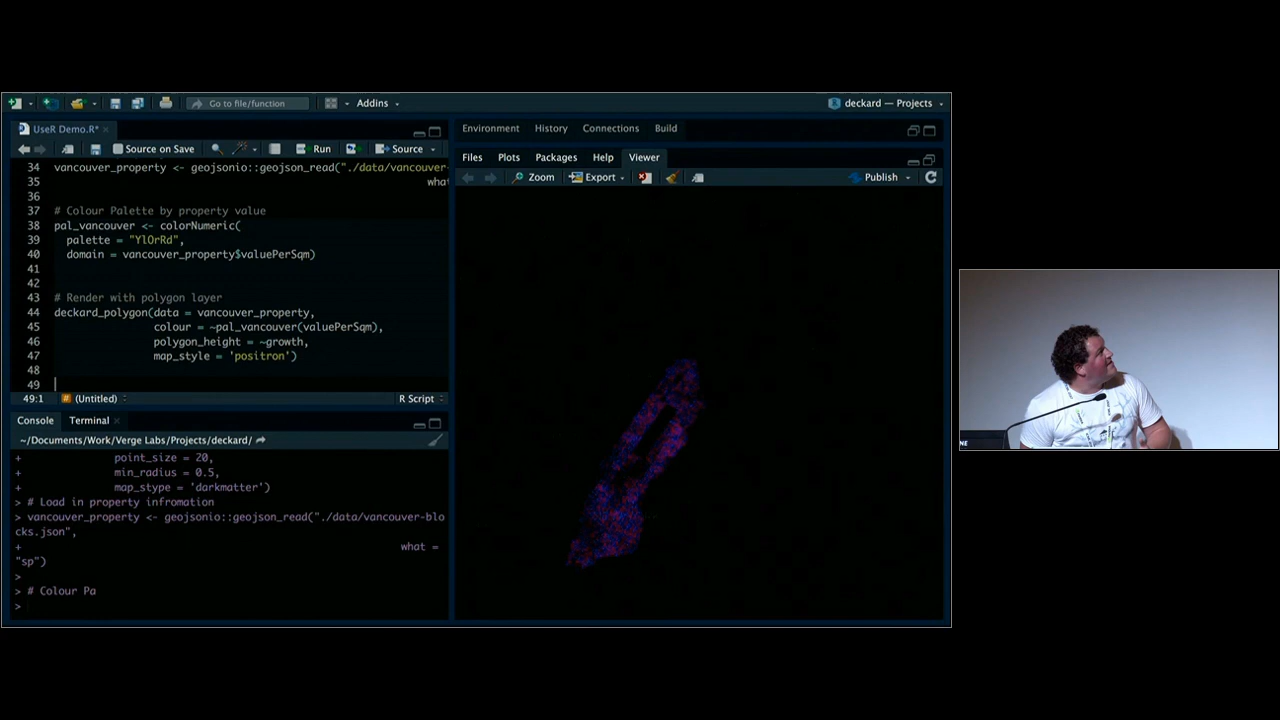 Go to file/function
Addins
deckard — Projects
UseR Demo.R*
Source on Save
Run
Source
34 vancouver_property <- geojsonio::geojson_read("./data/vancouver-
35 what
36
37 # Colour Palette by property value
38 pal_vancouver <- colorNumeric(
39 palette = "YlOrRd",
40 domain = vancouver_property$valuePerSqm)
41
42
43 # Render with polygon layer
44 deckard_polygon(data = vancouver_property,
45 colour = ~pal_vancouver(valuePerSqm),
46 polygon_height = ~growth,
47 map_style = 'positron')
48
49
49:1 # (Untitled) R Script
Console Terminal
~/Documents/Work/Verge Labs/Projects/deckard/
+ point_size = 20,
+ min_radius = 0.5,
+ map_stype = 'darkmatter')
> # Load in property infromation
> vancouver_property <- geojsonio::geojson_read("./data/vancouver-blo
cks.json",
+ what =
"sp")
>
> # Colour Pa
>
Environment History Connections Build
Files Plots Packages Help Viewer
Zoom Export Publish
NE